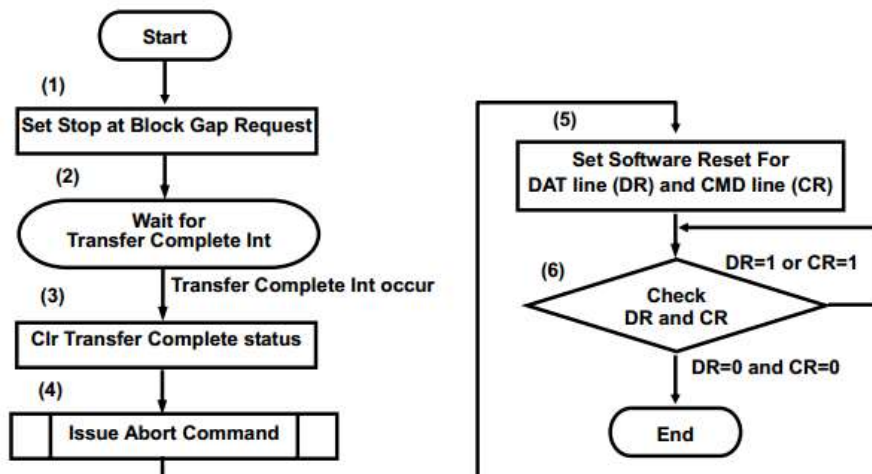 Start
(1)
Set Stop at Block Gap Request
(2)
Wait for
Transfer Complete Int
Transfer Complete Int occur
(3)
Clr Transfer Complete status
(4)
Issue Abort Command
(5)
Set Software Reset For
DAT line (DR) and CMD line (CR)
(6)
DR=1 or CR=1
Check
DR and CR
DR=0 and CR=0
End